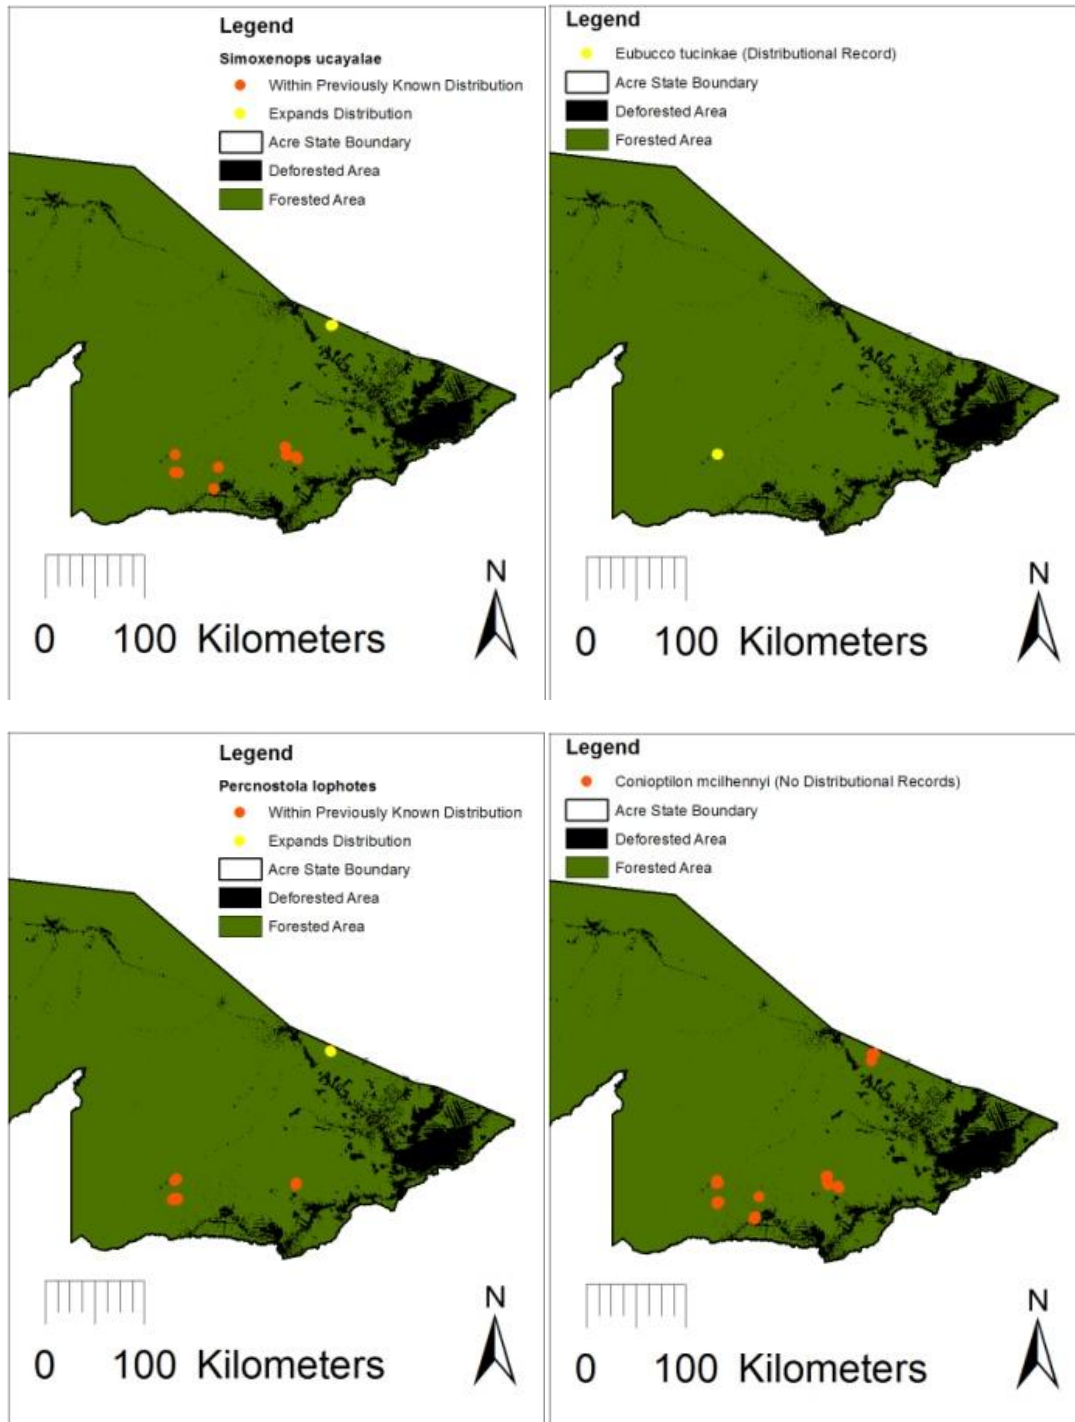 Legend
Simoxenops ucayalae
Within Previously Known Distribution
Expands Distribution
Acre State Boundary
Deforested Area
Forested Area
N
0 100 Kilometers
Legend
Eubucco tucinkae (Distributional Record)
Acre State Boundary
Deforested Area
Forested Area
N
0 100 Kilometers
Legend
Percnostola lophotes
Within Previously Known Distribution
Expands Distribution
Acre State Boundary
Deforested Area
Forested Area
N
0 100 Kilometers
Legend
Conioptilon mcilhennyi (No Distributional Records)
Acre State Boundary
Deforested Area
Forested Area
N
0 100 Kilometers